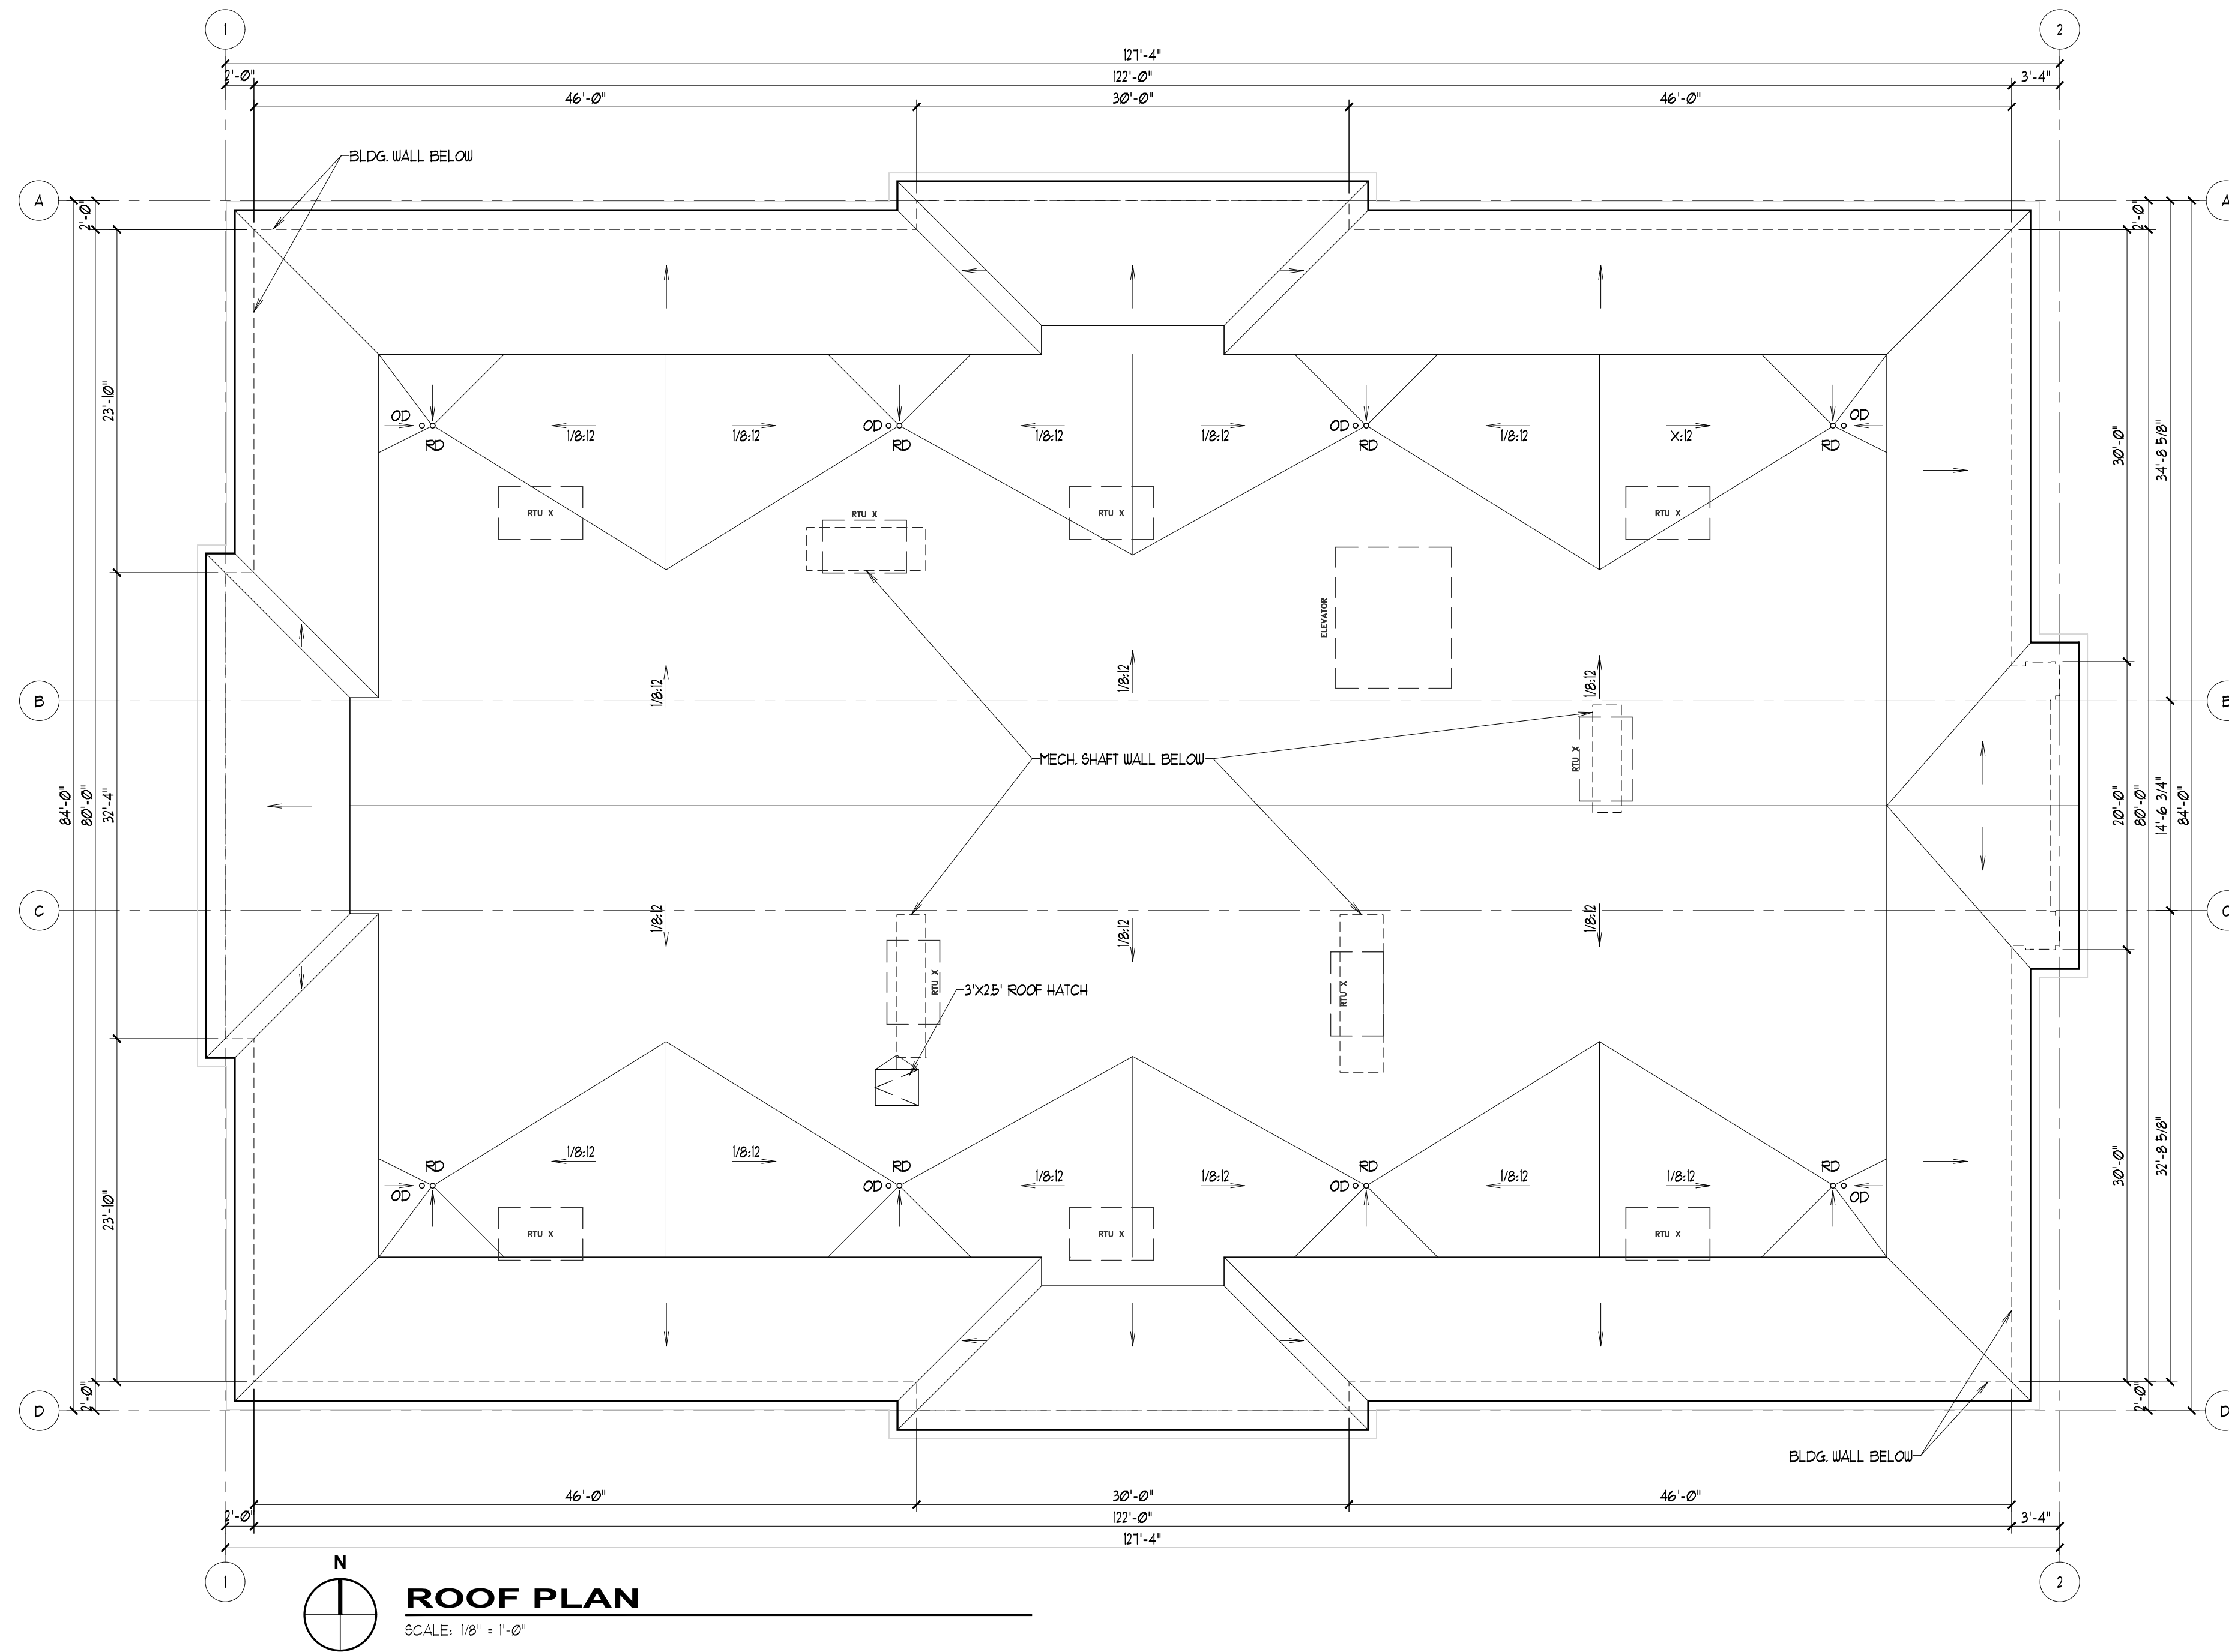 1
2
127'-4"
2'-0"
122'-0"
3'-4"
46'-0"
30'-0"
46'-0"
BLDG. WALL BELOW
A
A
2'-0"
2'-0"
23'-10"
30'-0"
34'-8 5/8"
OD
RD
1/8:12
1/8:12
OD
RD
1/8:12
1/8:12
OD
RD
1/8:12
X:12
OD
RD
RTU X
RTU X
RTU X
RTU X
ELEVATOR
1/8:12
1/8:12
1/8:12
B
B
MECH. SHAFT WALL BELOW
RTU X
84'-0"
80'-0"
32'-4"
20'-0"
80'-0"
14'-6 3/4"
84'-0"
C
C
1/8:12
1/8:12
1/8:12
RTU X
RTU X
3'X2.5' ROOF HATCH
23'-10"
30'-0"
32'-8 5/8"
RD
OD
1/8:12
1/8:12
RD
OD
1/8:12
1/8:12
RD
OD
1/8:12
1/8:12
RD
OD
RTU X
RTU X
RTU X
2'-0"
2'-0"
D
D
BLDG. WALL BELOW
46'-0"
30'-0"
46'-0"
2'-0"
122'-0"
3'-4"
127'-4"
1
2
N
ROOF PLAN
SCALE: 1/8" = 1'-0"